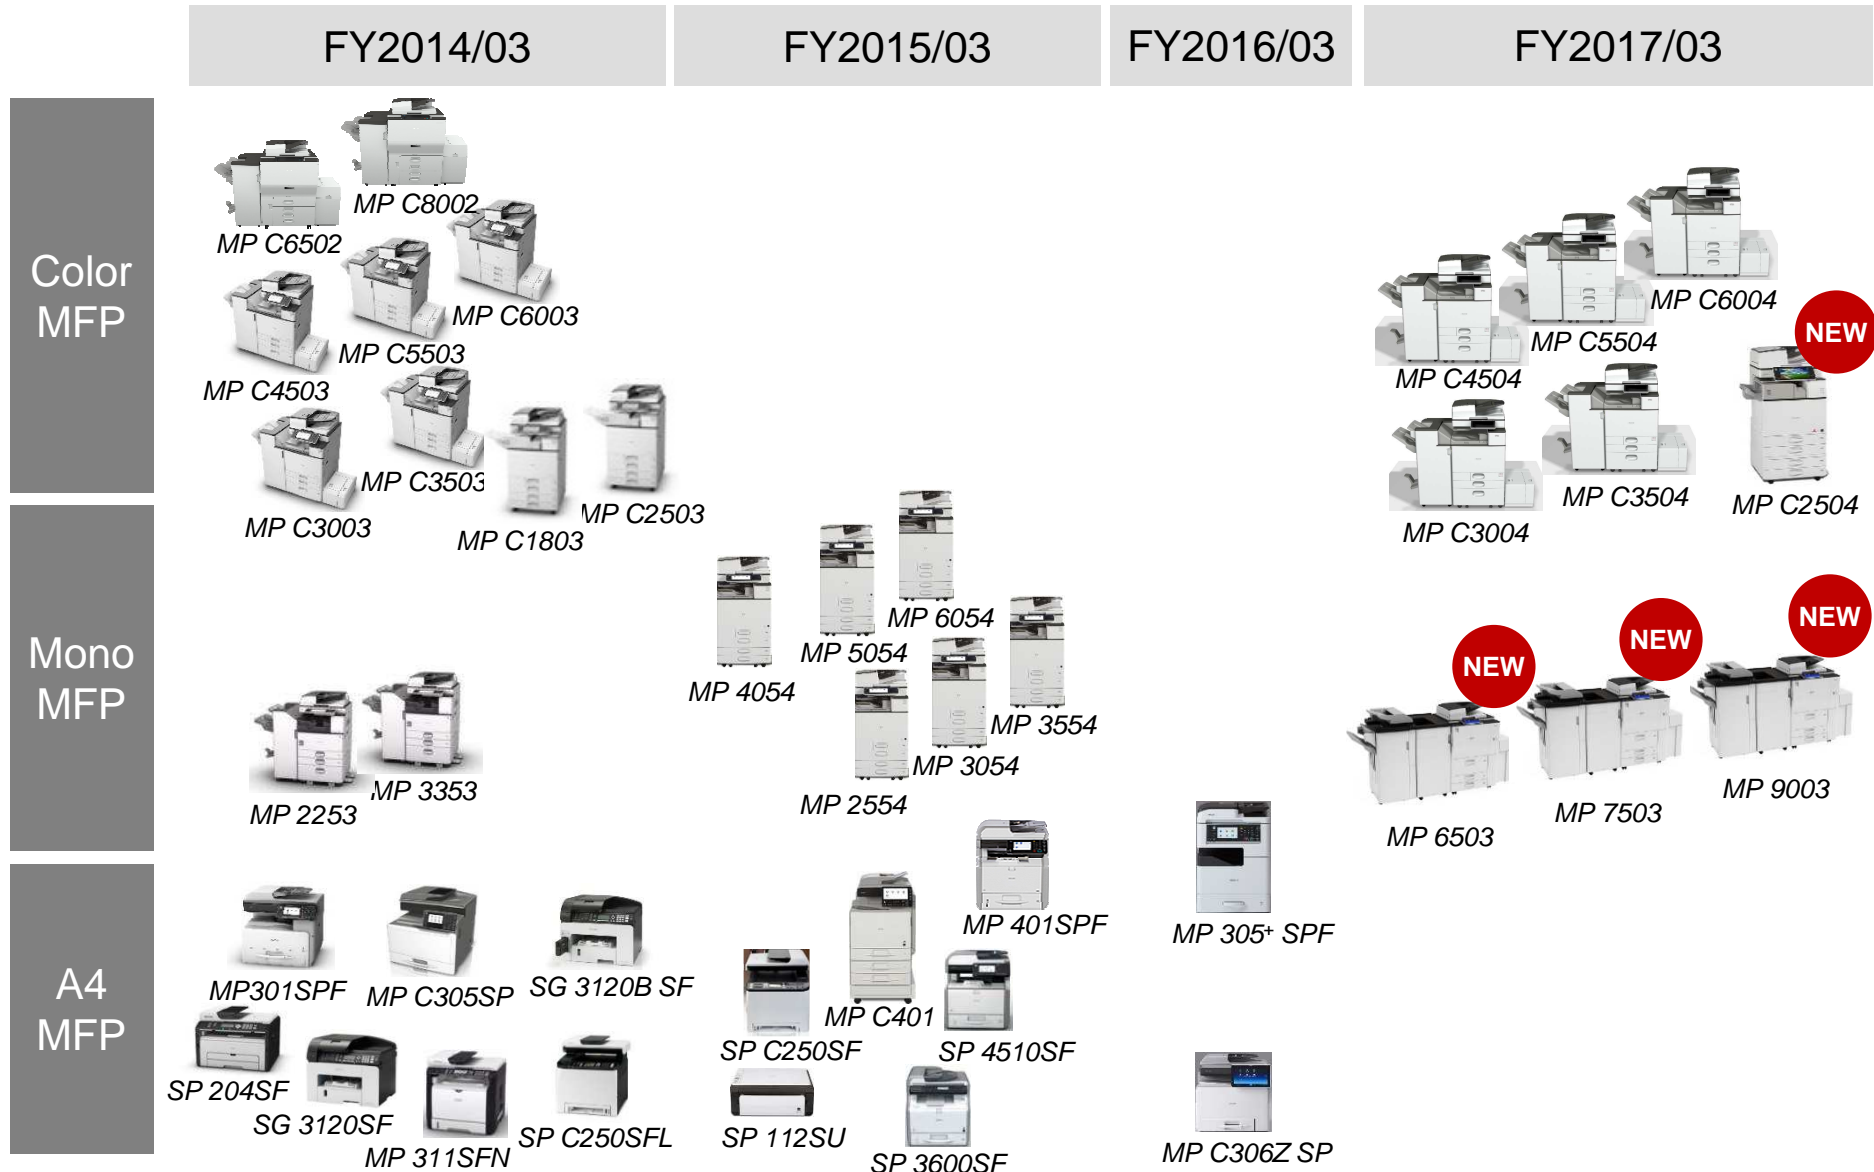 FY2014/03
FY2015/03
FY2016/03
FY2017/03
Color
MFP
MP C8002
MP C6502
MP C6003
MP C5503
MP C4503
MP C3503
MP C2503
MP C3003
MP C1803
MP C6004
NEW
MP C5504
MP C4504
MP C3504
MP C2504
MP C3004
Mono
MFP
MP 2253
MP 3353
MP 6054
MP 5054
MP 4054
MP 3554
MP 3054
MP 2554
NEW
NEW
NEW
MP 9003
MP 7503
MP 6503
A4
MFP
MP301SPF
MP C305SP
SG 3120B SF
SP 204SF
SG 3120SF
MP 311SFN
SP C250SFL
MP 401SPF
MP C401
SP C250SF
SP 4510SF
SP 112SU
SP 3600SF
MP 305+ SPF
MP C306Z SP